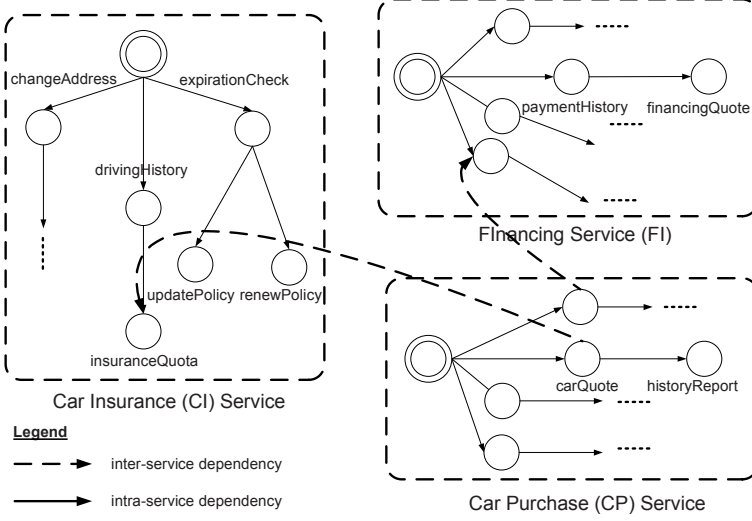 changeAddress
expirationCheck
drivingHistory
updatePolicy
renewPolicy
insuranceQuota
Car Insurance (CI) Service
paymentHistory
financingQuote
FInancing Service (FI)
carQuote
historyReport
Car Purchase (CP) Service
Legend
inter-service dependency
intra-service dependency